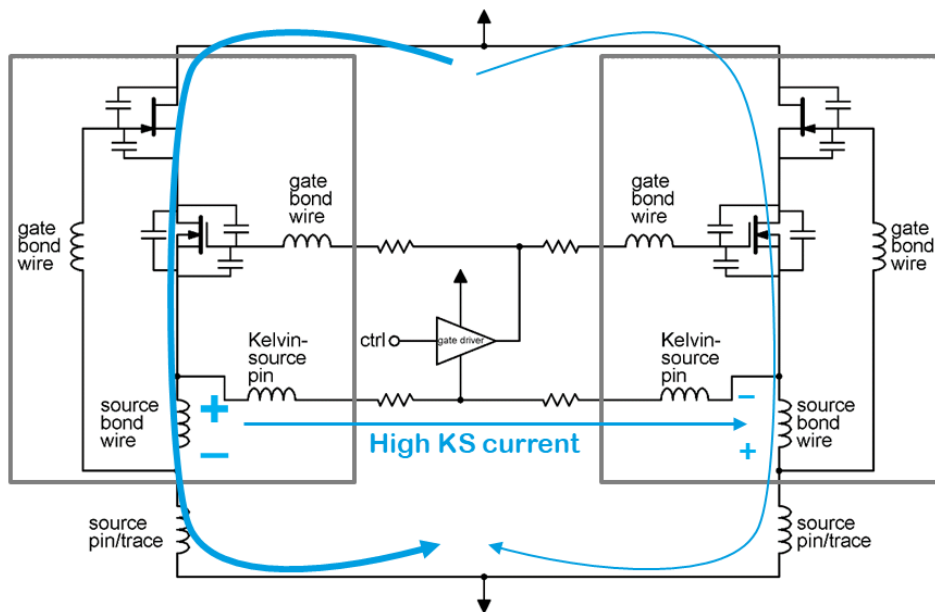 gate
bond
wire
gate
bond
wire
gate
bond
wire
gate
bond
wire
ctrl
gate driver
Kelvin-
source
pin
Kelvin-
source
pin
source
bond
wire
+
–
High KS current
–
+
source
bond
wire
source
pin/trace
source
pin/trace